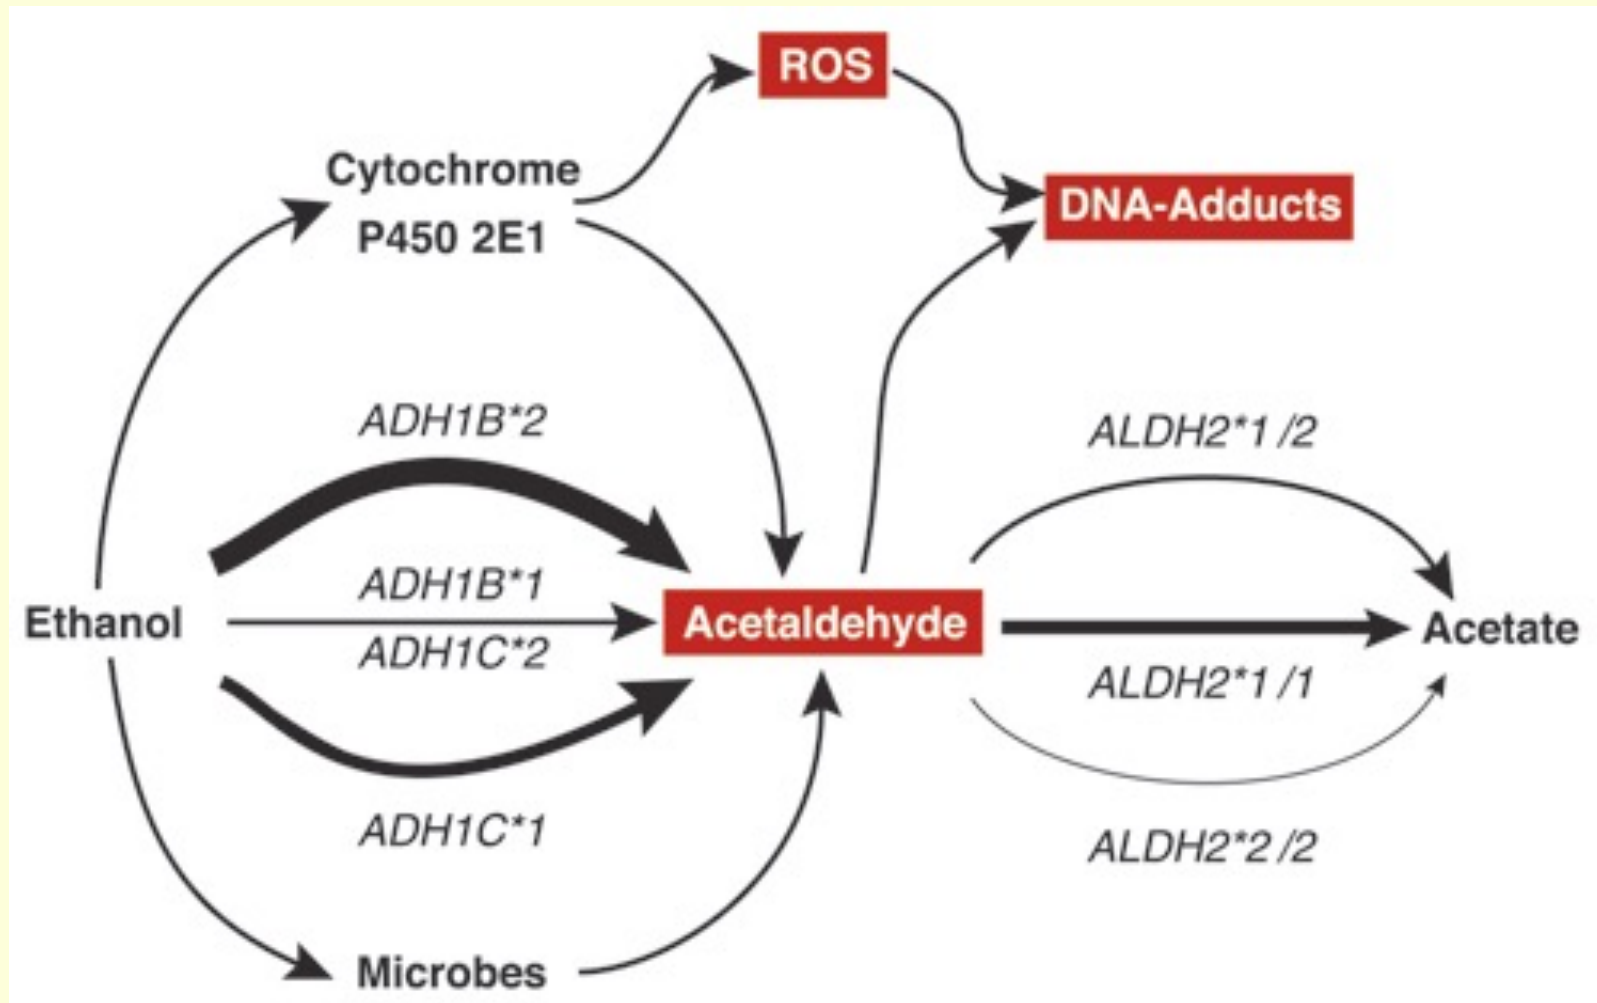 ROS
Cytochrome
P450 2E1
DNA-Adducts
ADH1B*2
ALDH2*1/2
ADH1B*1
Ethanol
Acetaldehyde
Acetate
ADH1C*2
ALDH2*1/1
ADH1C*1
ALDH2*2/2
Microbes